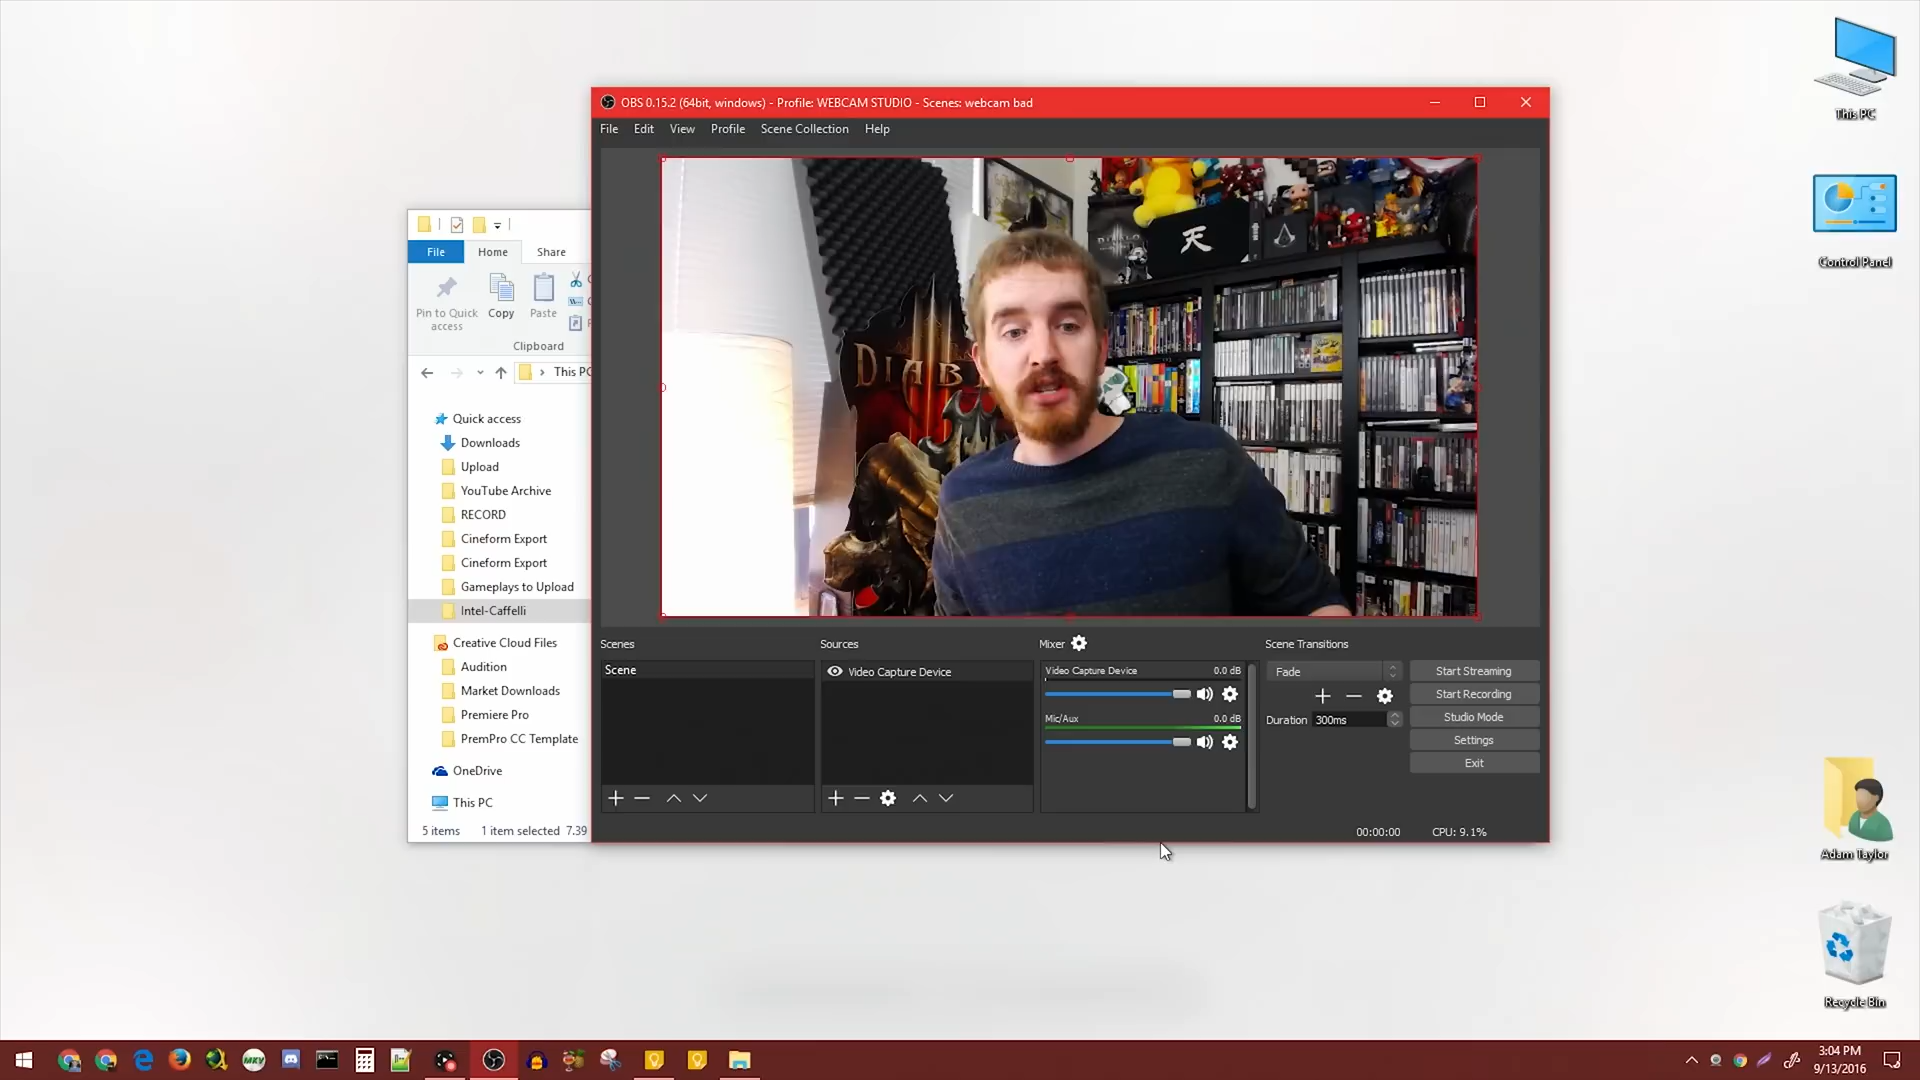 OBS 0.15.2 (64bit, windows) - Profile: WEBCAM STUDIO - Scenes: webcam bad
File Edit View Profile Scene Collection Help
DIAB
天
File Home Share
Pin to Quick access
Copy
Paste
Clipboard
This PC
Quick access
Downloads
Upload
YouTube Archive
RECORD
Cineform Export
Cineform Export
Gameplays to Upload
Intel-Caffelli
Creative Cloud Files
Audition
Market Downloads
Premiere Pro
PremPro CC Template
OneDrive
This PC
5 items 1 item selected 7.39
Scenes
Scene
Sources
Video Capture Device
Mixer
Video Capture Device 0.0 dB
Mic/Aux 0.0 dB
Scene Transitions
Fade
Duration 300ms
Start Streaming
Start Recording
Studio Mode
Settings
Exit
00:00:00 CPU: 9.1%
This PC
Control Panel
Adam Taylor
Recycle Bin
MKV
3:04 PM
9/13/2016